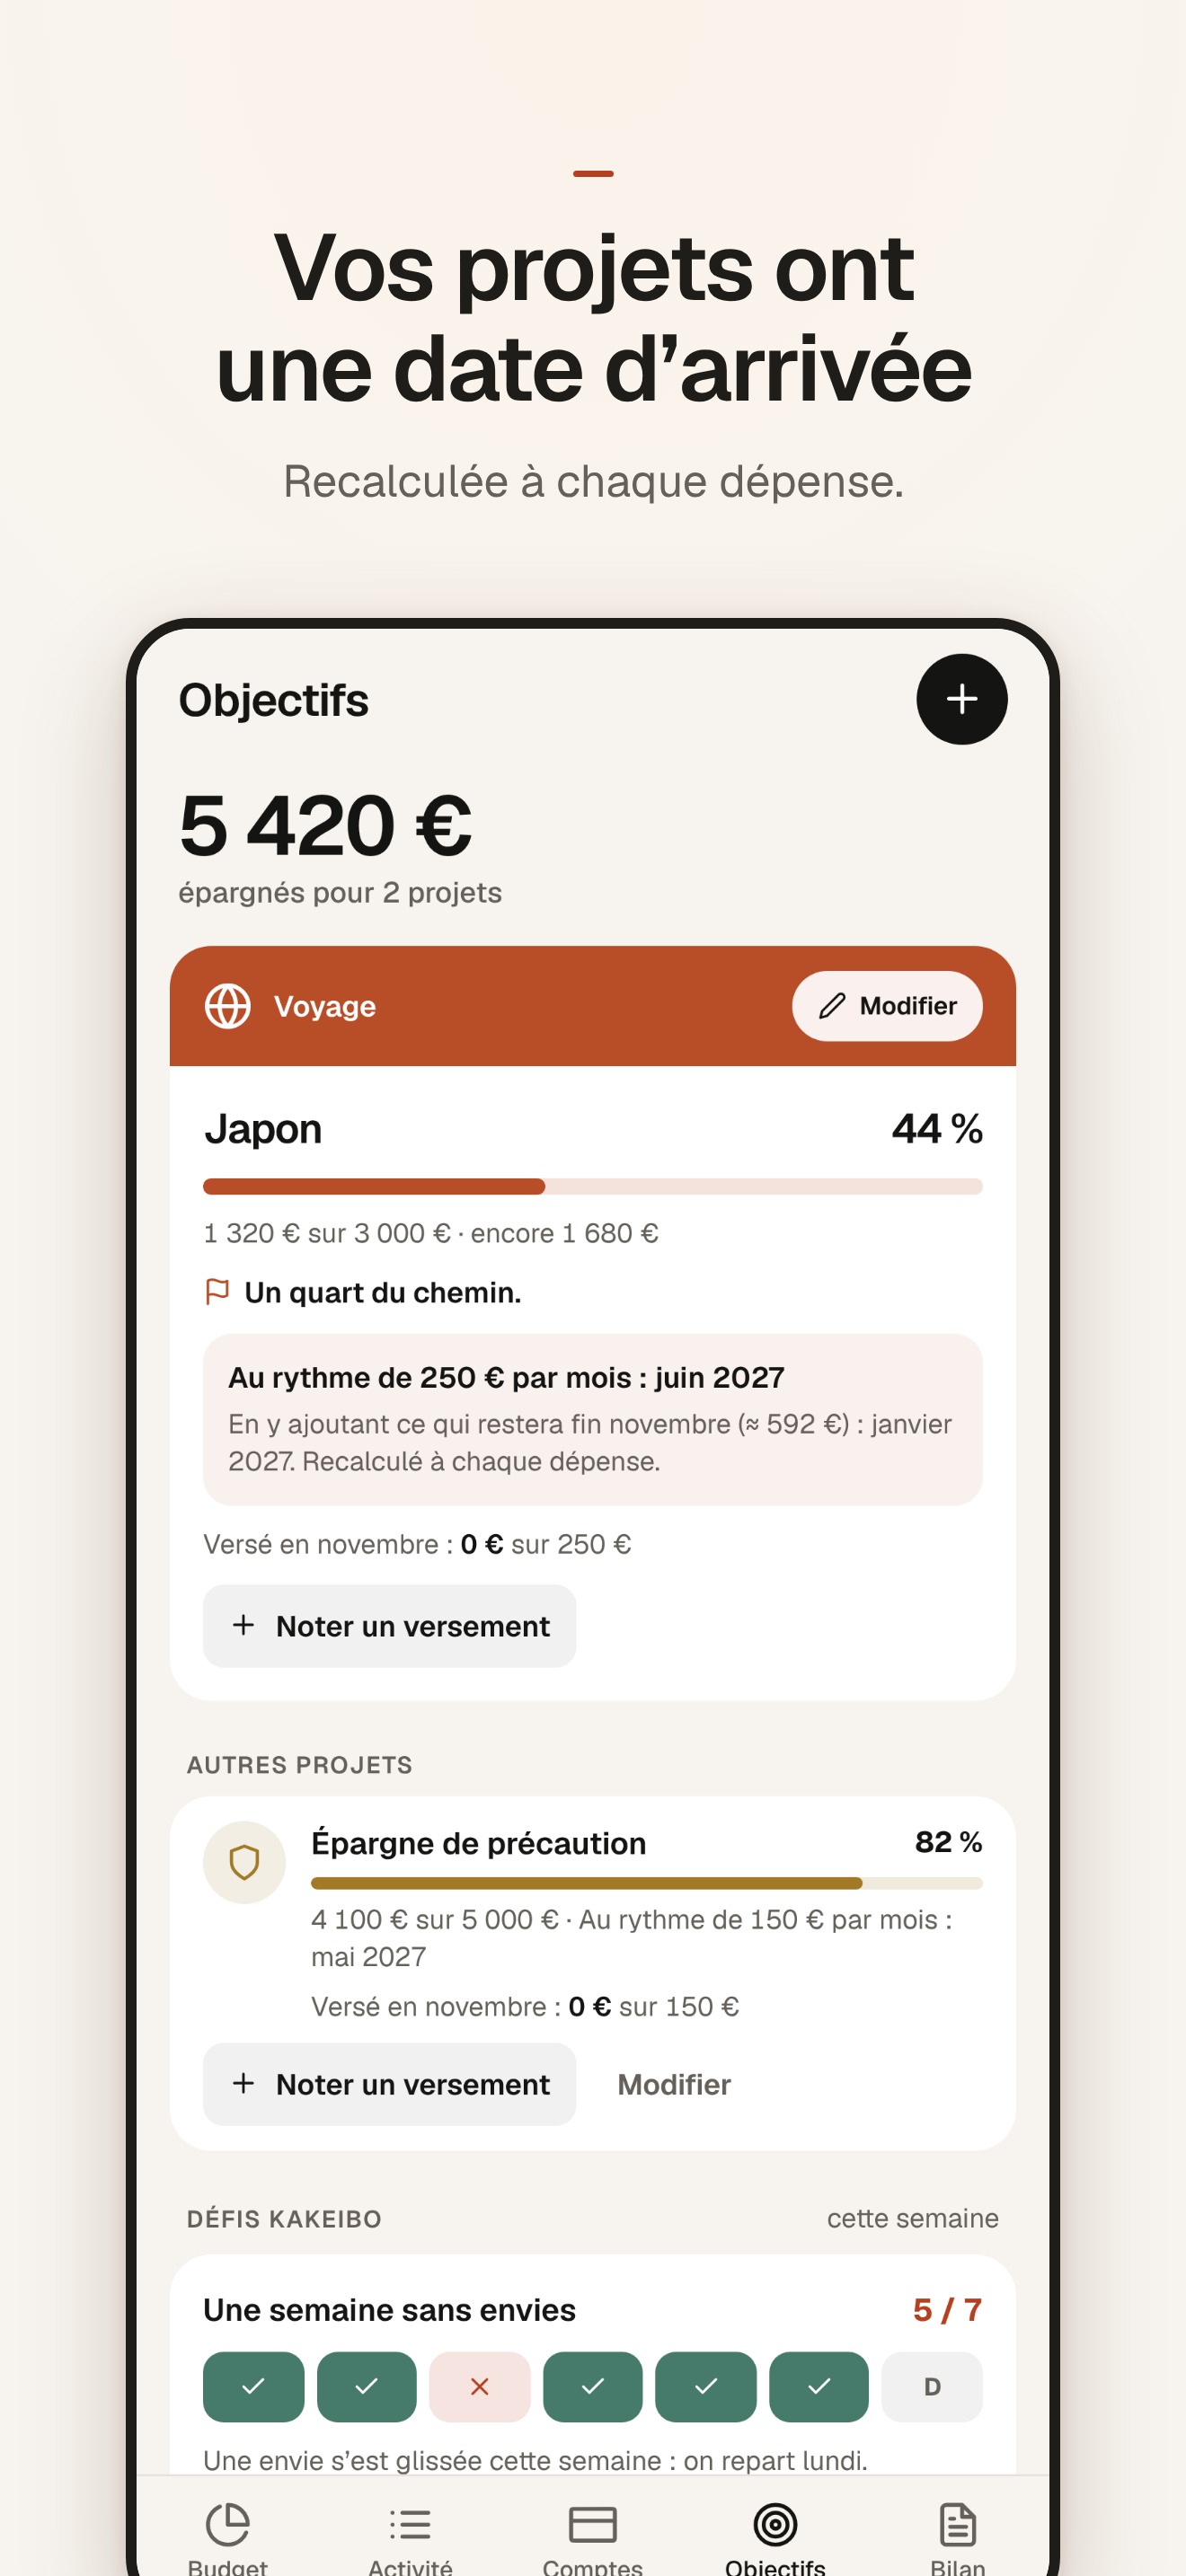 Vos projets ont
une date d’arrivée
Recalculée à chaque dépense.
Objectifs
5 420 €
épargnés pour 2 projets
Voyage
Modifier
Japon
44 %
1 320 € sur 3 000 € · encore 1 680 €
Un quart du chemin.
Au rythme de 250 € par mois : juin 2027
En y ajoutant ce qui restera fin novembre (≈ 592 €) : janvier
2027. Recalculé à chaque dépense.
Versé en novembre : 0 € sur 250 €
Noter un versement
AUTRES PROJETS
Épargne de précaution
82 %
4 100 € sur 5 000 € · Au rythme de 150 € par mois :
mai 2027
Versé en novembre : 0 € sur 150 €
Noter un versement
Modifier
DÉFIS KAKEIBO
cette semaine
Une semaine sans envies
5 / 7
D
Une envie s’est glissée cette semaine : on repart lundi.
Budget
Activité
Comptes
Objectifs
Bilan